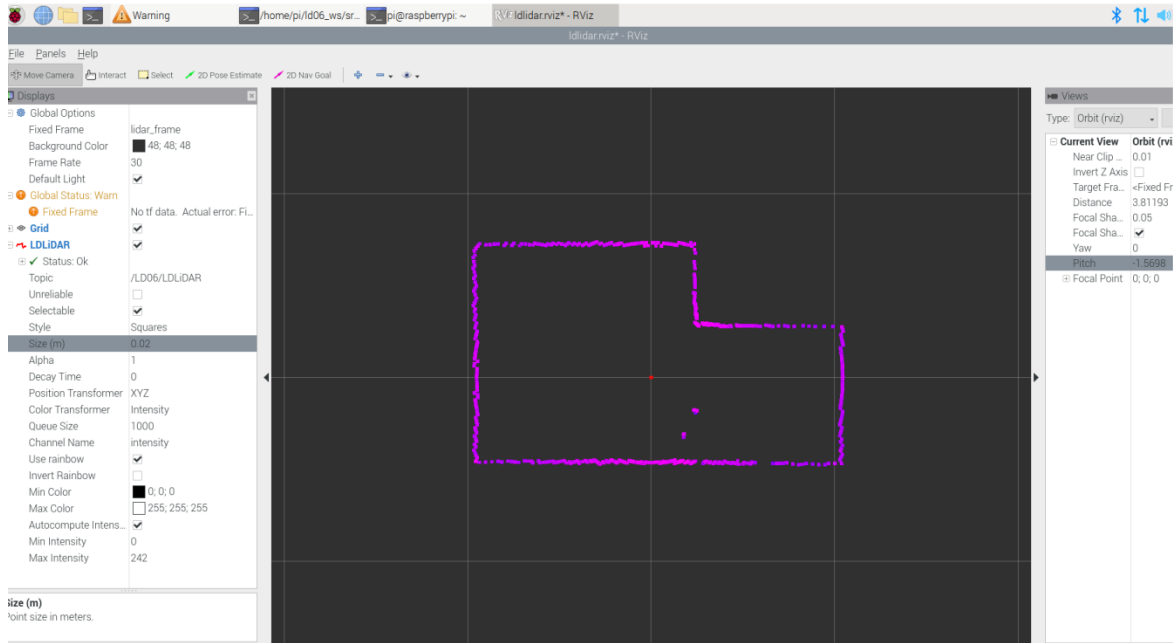 Warning
/home/pi/ld06_ws/sr...
pi@raspberrypi: ~
ldlidar.rviz* - RViz
ldlidar.rviz* - RViz
File Panels Help
Move Camera Interact Select 2D Pose Estimate 2D Nav Goal
Displays
Global Options
Fixed Frame lidar_frame
Background Color 48; 48; 48
Frame Rate 30
Default Light
Global Status: Warn
Fixed Frame No tf data. Actual error: Fi...
Grid
LDLiDAR
Status: Ok
Topic /LD06/LDLiDAR
Unreliable
Selectable
Style Squares
Size (m) 0.02
Alpha 1
Decay Time 0
Position Transformer XYZ
Color Transformer Intensity
Queue Size 1000
Channel Name intensity
Use rainbow
Invert Rainbow
Min Color 0; 0; 0
Max Color 255; 255; 255
Autocompute Intens...
Min Intensity 0
Max Intensity 242
Size (m)
Point size in meters.
Views
Type: Orbit (rviz)
Current View Orbit (rvi
Near Clip ... 0.01
Invert Z Axis
Target Fra... <Fixed Fr
Distance 3.81193
Focal Sha... 0.05
Focal Sha...
Yaw 0
Pitch -1.5698
Focal Point 0; 0; 0